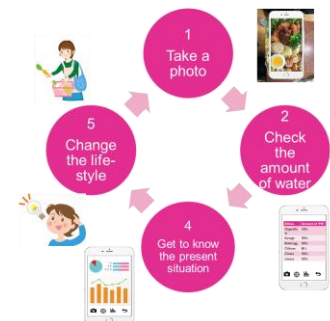 1
Take a
photo
2
Check
the
amount
of water
4
Get to know
the present
situation
5
Change
the life-
style